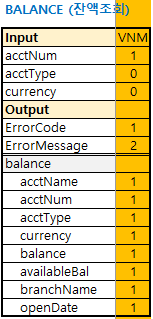 BALANCE (잔액조회)
Input VNM
acctNum 1
acctType 0
currency 0
Output
ErrorCode 1
ErrorMessage 2
balance
acctName 1
acctNum 1
acctType 1
currency 1
balance 1
availableBal 1
branchName 1
openDate 1